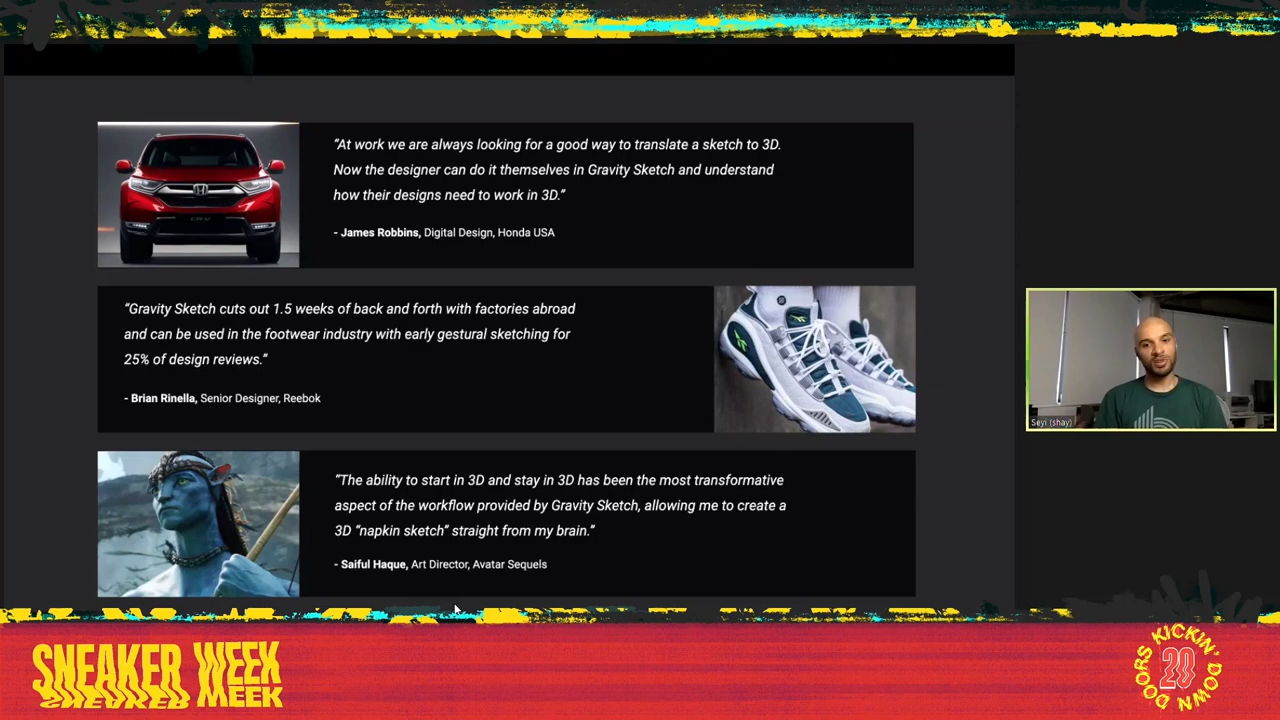 “At work we are always looking for a good way to translate a sketch to 3D.
Now the designer can do it themselves in Gravity Sketch and understand
how their designs need to work in 3D.”
- James Robbins, Digital Design, Honda USA
CR-V
“Gravity Sketch cuts out 1.5 weeks of back and forth with factories abroad
and can be used in the footwear industry with early gestural sketching for
25% of design reviews.”
- Brian Rinella, Senior Designer, Reebok
“The ability to start in 3D and stay in 3D has been the most transformative
aspect of the workflow provided by Gravity Sketch, allowing me to create a
3D “napkin sketch” straight from my brain.“
- Saiful Haque, Art Director, Avatar Sequels
Seyi (shay)
SNEAKER WEEK
KICKIN' DOWN DOORS
20